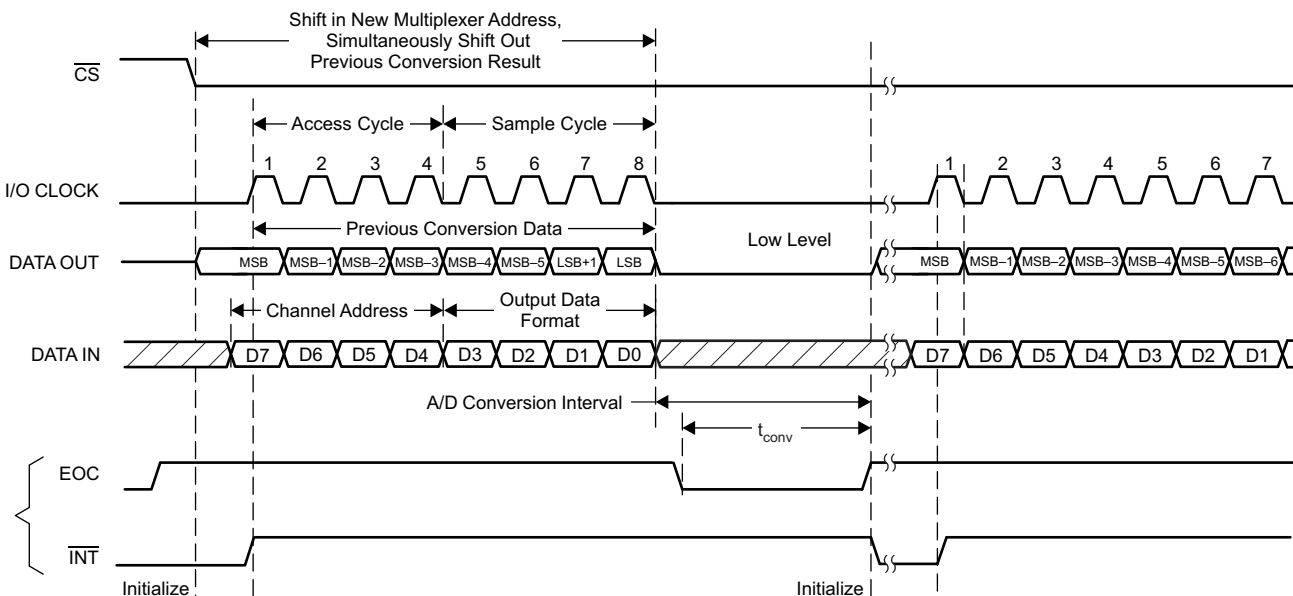 Shift in New Multiplexer Address,
Simultaneously Shift Out
Previous Conversion Result
CS
Access Cycle
Sample Cycle
1 2 3 4 5 6 7 8 1 2 3 4 5 6 7
I/O CLOCK
Previous Conversion Data
Low Level
DATA OUT
MSB MSB–1 MSB–2 MSB–3 MSB–4 MSB–5 LSB+1 LSB MSB MSB–1 MSB–2 MSB–3 MSB–4 MSB–5 MSB–6
Channel Address
Output Data
Format
DATA IN
D7 D6 D5 D4 D3 D2 D1 D0 D7 D6 D5 D4 D3 D2 D1
A/D Conversion Interval
tconv
EOC
INT
Initialize
Initialize